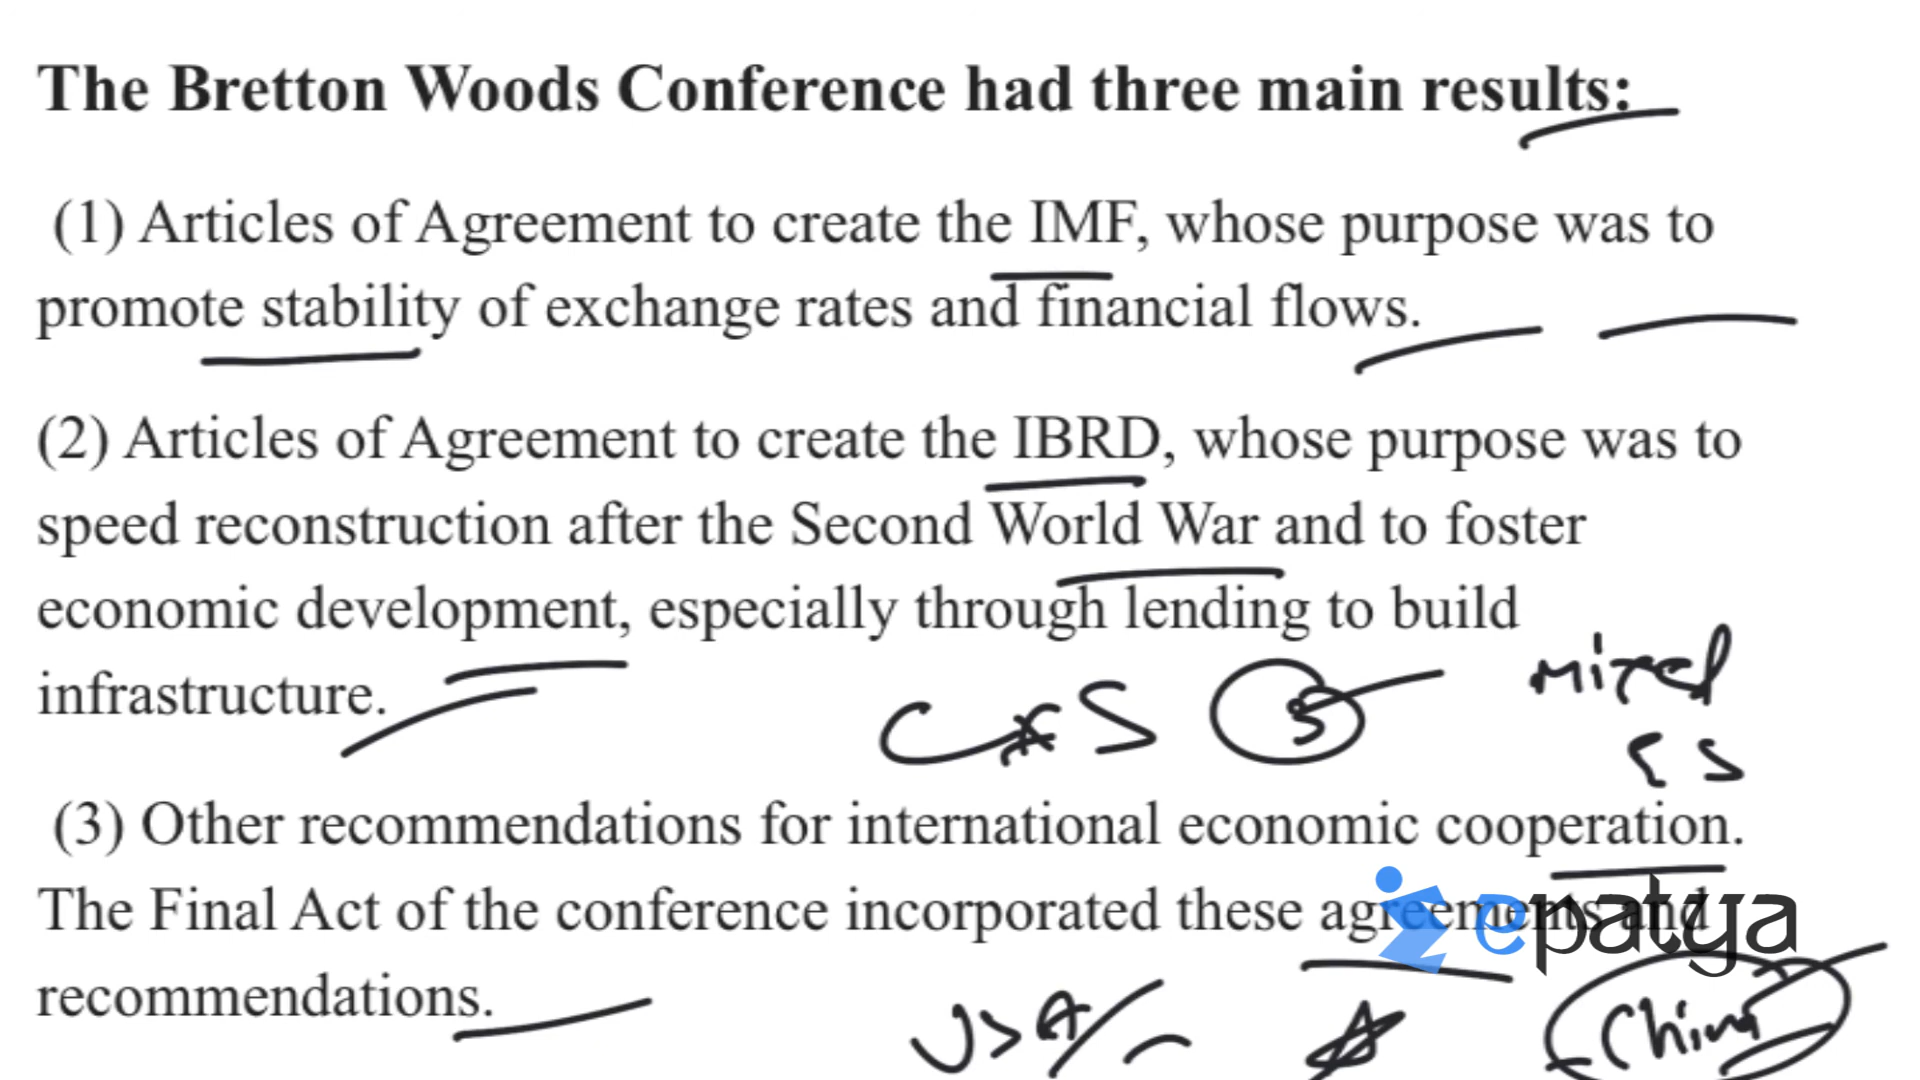 The Bretton Woods Conference had three main results:
(1) Articles of Agreement to create the IMF, whose purpose was to
promote stability of exchange rates and financial flows.
(2) Articles of Agreement to create the IBRD, whose purpose was to
speed reconstruction after the Second World War and to foster
economic development, especially through lending to build
infrastructure.
mixed
(3) Other recommendations for international economic cooperation.
The Final Act of the conference incorporated these agreements and
recommendations.
epatya
USA/
China